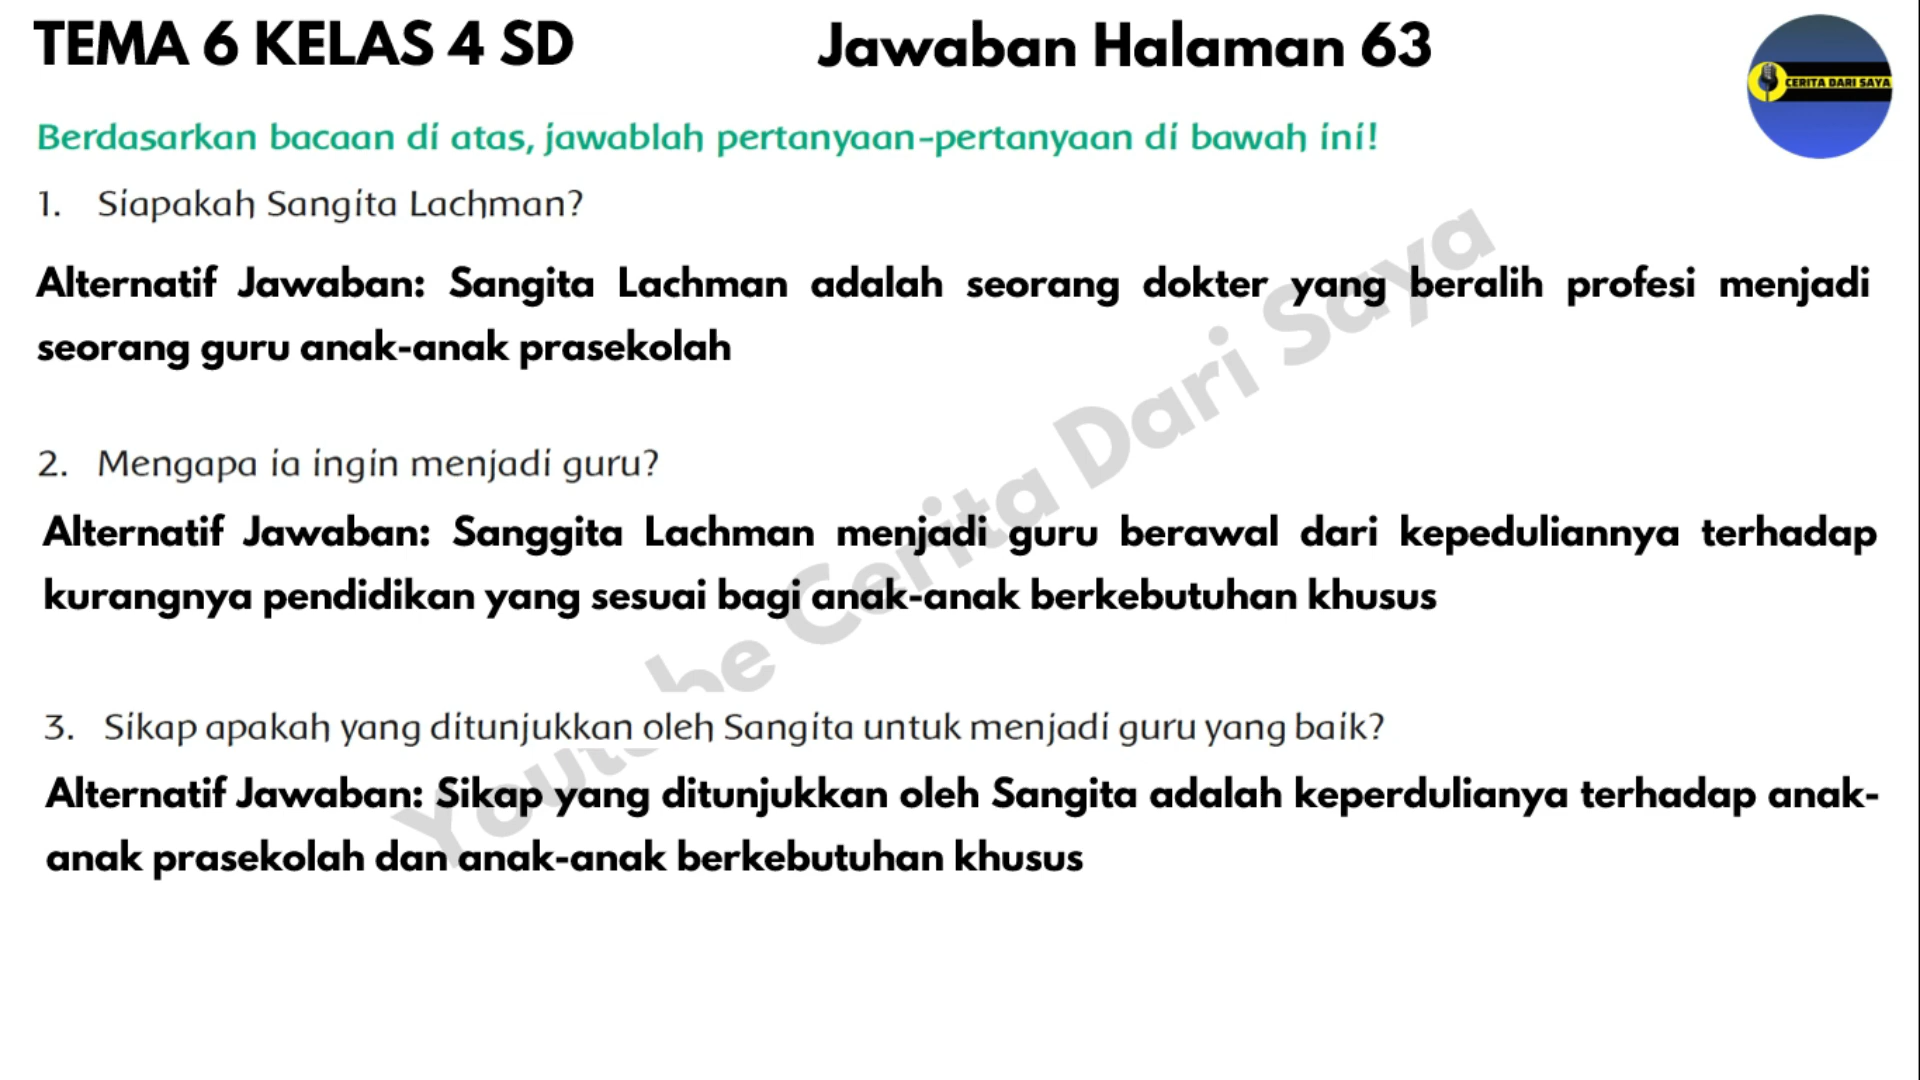 TEMA 6 KELAS 4 SD
Jawaban Halaman 63
CERITA DARI SAYA
Berdasarkan bacaan di atas, jawablah pertanyaan-pertanyaan di bawah ini!
1. Siapakah Sangita Lachman?
Alternatif Jawaban: Sangita Lachman adalah seorang dokter yang beralih profesi menjadi
seorang guru anak-anak prasekolah
2. Mengapa ia ingin menjadi guru?
Alternatif Jawaban: Sanggita Lachman menjadi guru berawal dari kepeduliannya terhadap
kurangnya pendidikan yang sesuai bagi anak-anak berkebutuhan khusus
3. Sikap apakah yang ditunjukkan oleh Sangita untuk menjadi guru yang baik?
Alternatif Jawaban: Sikap yang ditunjukkan oleh Sangita adalah keperdulianya terhadap anak-
anak prasekolah dan anak-anak berkebutuhan khusus
Youtube Cerita Dari Saya